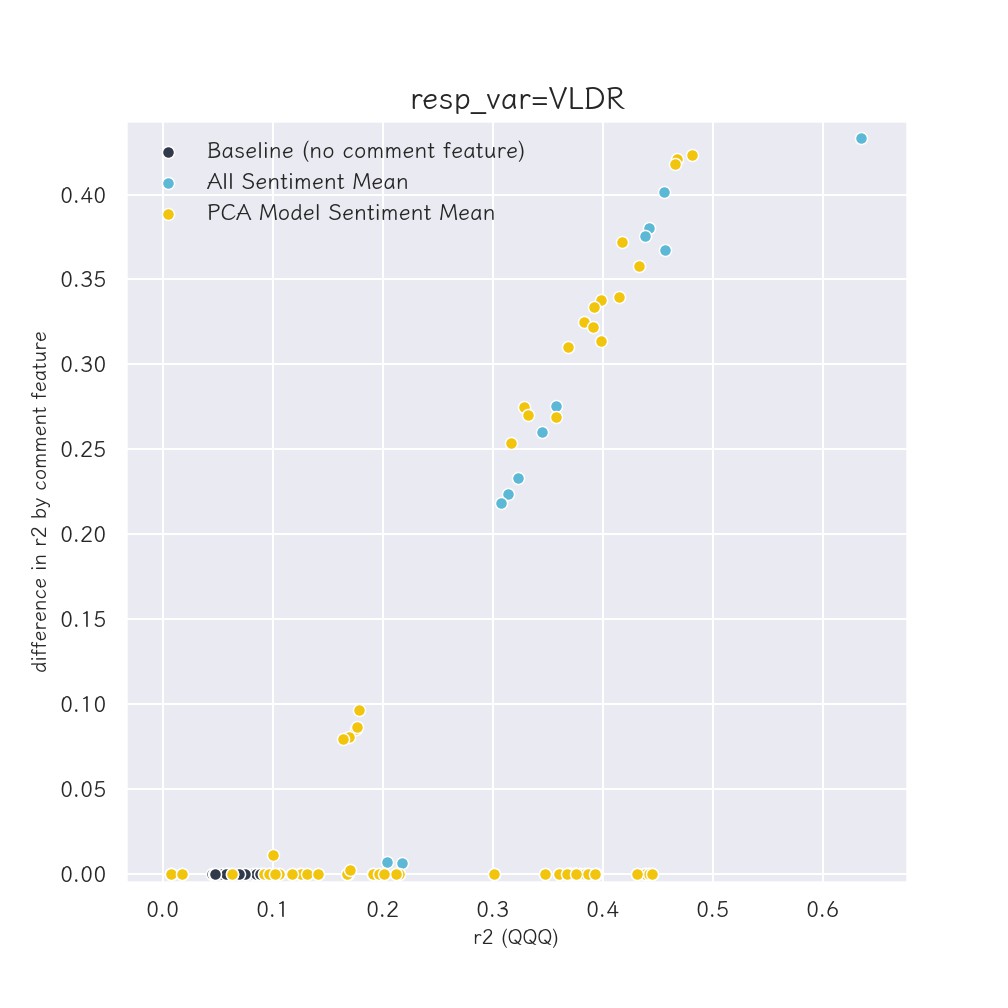 resp_var=VLDR
Baseline (no comment feature)
All Sentiment Mean
PCA Model Sentiment Mean
difference in r2 by comment feature
0.40
0.35
0.30
0.25
0.20
0.15
0.10
0.05
0.00
0.0 0.1 0.2 0.3 0.4 0.5 0.6
r2 (QQQ)